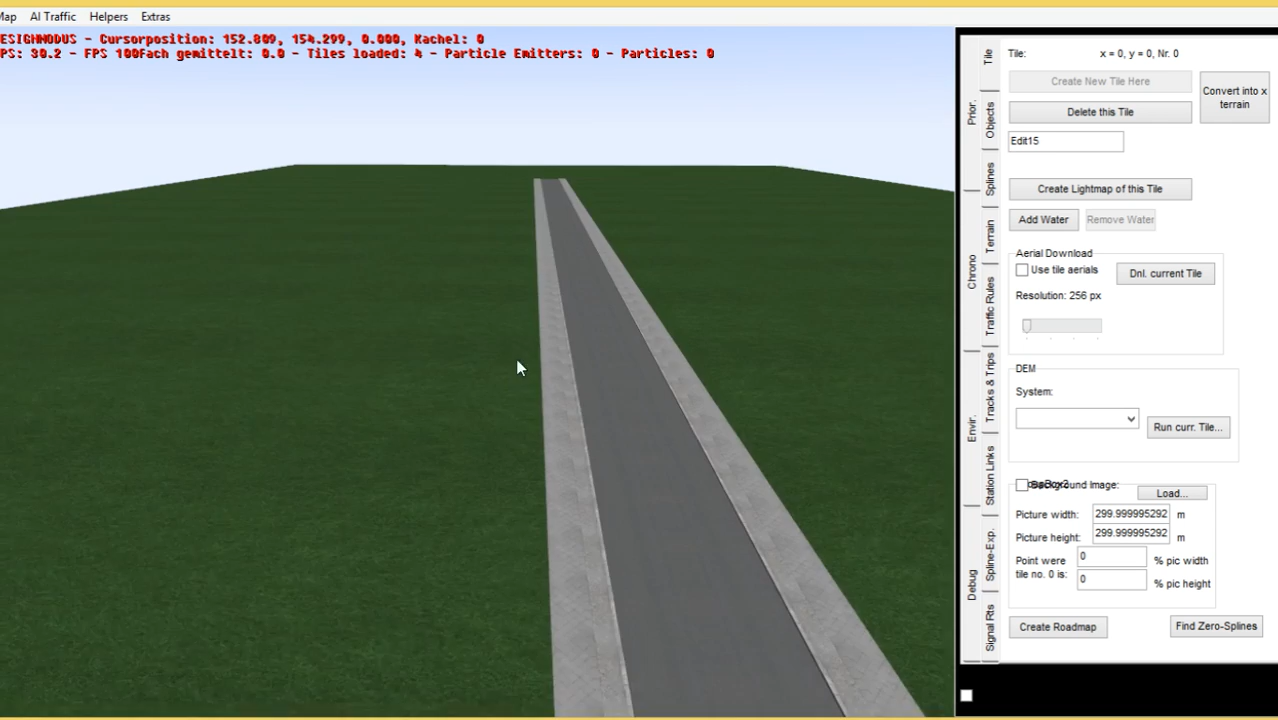 Map AI Traffic Helpers Extras
ESIGNMODUS - Cursorposition: 152.809, 154.299, 0.000, Kachel: 0
PS: 30.2 - FPS 100Fach gemittelt: 0.0 - Tiles loaded: 4 - Particle Emitters: 0 - Particles: 0
Prior.
Chrono
Envir.
Debug
Tile
Objects
Splines
Terrain
Traffic Rules
Tracks & Trips
Station Links
Spline-Exp.
Signal Rts
Tile: x = 0, y = 0, Nr. 0
Create New Tile Here
Convert into x
terrain
Delete this Tile
Edit15
Create Lightmap of this Tile
Add Water Remove Water
Aerial Download
Use tile aerials Dnl. current Tile
Resolution: 256 px
DEM
System:
Run curr. Tile...
Background Image:
Load...
Picture width: 299.999995292 m
Picture height: 299.999995292 m
Point were 0 % pic width
tile no. 0 is: 0 % pic height
Create Roadmap Find Zero-Splines